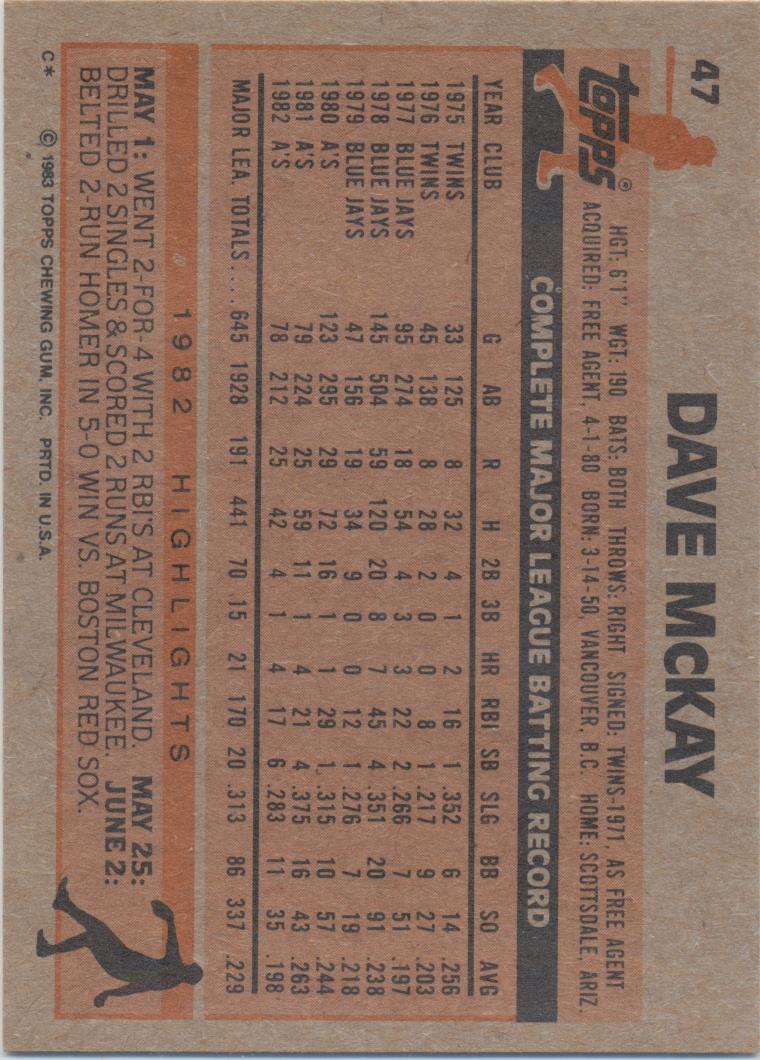 47
DAVE McKAY
TOPPS®
HGT: 6'1" WGT: 190 BATS: BOTH THROWS: RIGHT SIGNED: TWINS-1971, AS FREE AGENT
ACQUIRED: FREE AGENT, 4-1-80 BORN: 3-14-50, VANCOUVER, B.C. HOME: SCOTTSDALE, ARIZ.
COMPLETE MAJOR LEAGUE BATTING RECORD
YEAR CLUB G AB R H 2B 3B HR RBI SB SLG BB SO AVG
1975 TWINS 33 125 8 32 4 1 2 16 1 .352 6 14 .256
1976 TWINS 45 138 8 28 2 0 0 8 1 .217 9 27 .203
1977 BLUE JAYS 95 274 18 54 4 3 3 22 2 .266 7 51 .197
1978 BLUE JAYS 145 504 59 120 20 8 7 45 4 .351 20 91 .238
1979 BLUE JAYS 47 156 19 34 9 0 0 12 1 .276 7 19 .218
1980 A'S 123 295 29 72 16 1 1 29 1 .315 10 57 .244
1981 A'S 79 224 25 59 11 1 4 21 4 .375 16 43 .263
1982 A'S 78 212 25 42 4 1 4 17 6 .283 11 35 .198
MAJOR LEA. TOTALS.... 645 1928 191 441 70 15 21 170 20 .313 86 337 .229
1982 HIGHLIGHTS
MAY 1: WENT 2-FOR-4 WITH 2 RBI'S AT CLEVELAND. MAY 25:
DRILLED 2 SINGLES & SCORED 2 RUNS AT MILWAUKEE. JUNE 2:
BELTED 2-RUN HOMER IN 5-0 WIN VS. BOSTON RED SOX.
C* © 1983 TOPPS CHEWING GUM, INC. PRTD. IN U.S.A.